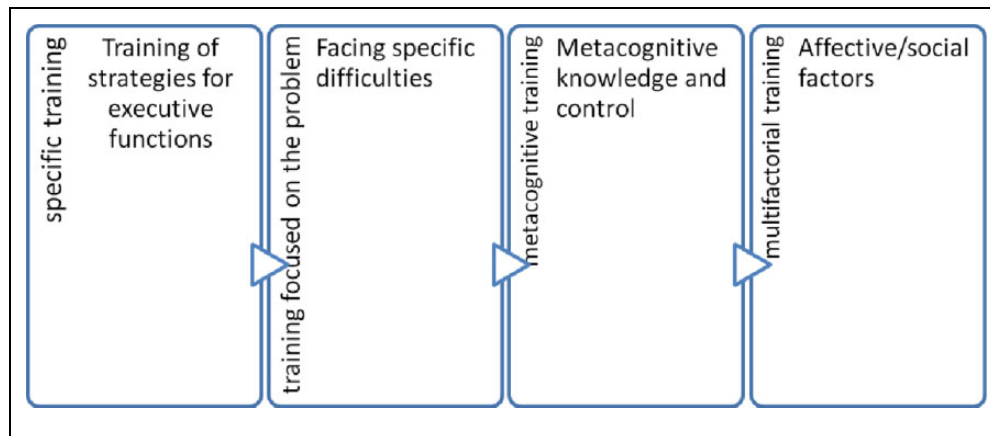 specific training
Training of
strategies for
executive
functions
training focused on the problem
Facing specific
difficulties
metacognitive training
Metacognitive
knowledge and
control
multifactorial training
Affective/social
factors